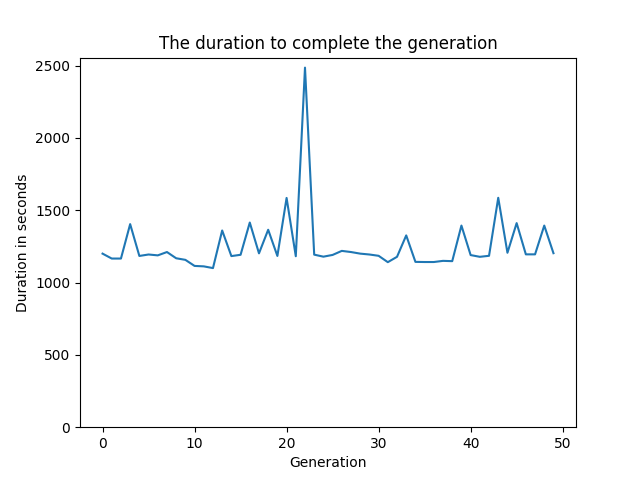 The duration to complete the generation
2500
2000
1500
1000
500
0
Duration in seconds
0 10 20 30 40 50
Generation